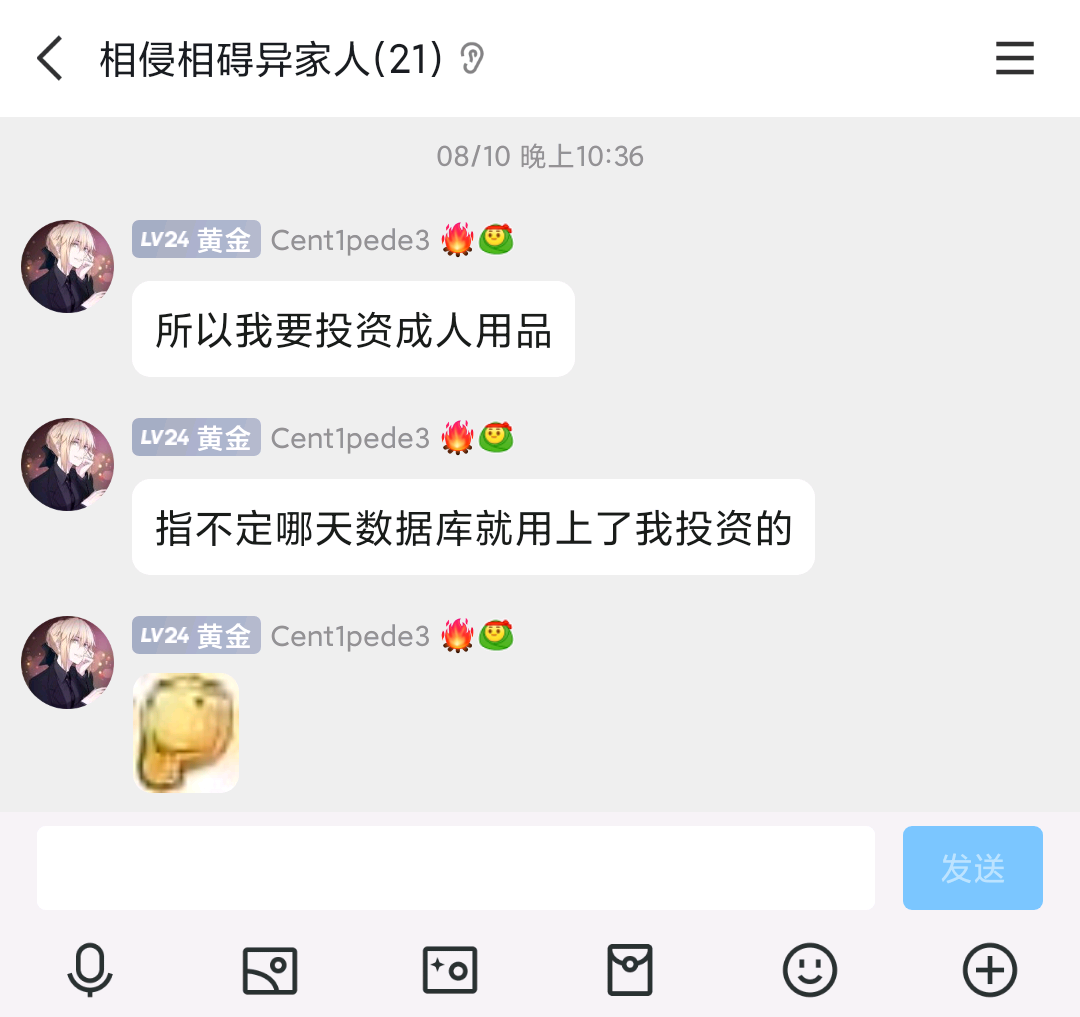 相侵相碍异家人(21)
08/10 晚上10:36
LV24 黄金 Cent1pede3
所以我要投资成人用品
LV24 黄金 Cent1pede3
指不定哪天数据库就用上了我投资的
LV24 黄金 Cent1pede3
发送